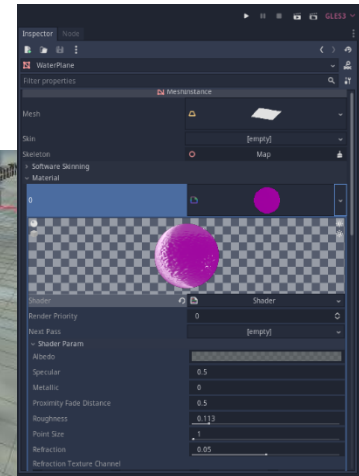 GLES3
Inspector Node
WaterPlane
Filter properties
MeshInstance
Mesh
Skin [empty]
Skeleton Map
Software Skinning
Material
0
Shader Shader
Render Priority 0
Next Pass [empty]
Shader Param
Albedo
Specular 0.5
Metallic 0
Proximity Fade Distance 0.5
Roughness 0.113
Point Size 1
Refraction 0.05
Refraction Texture Channel